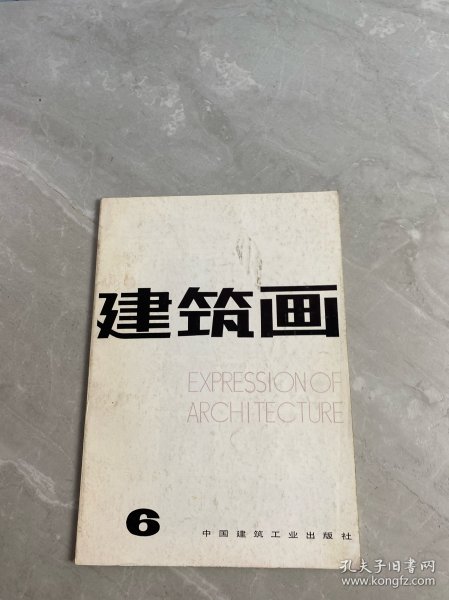 建筑画
EXPRESSION OF
ARCHITECTURE
6
中国建筑工业出版社
孔夫子旧书网
www.kongfz.com